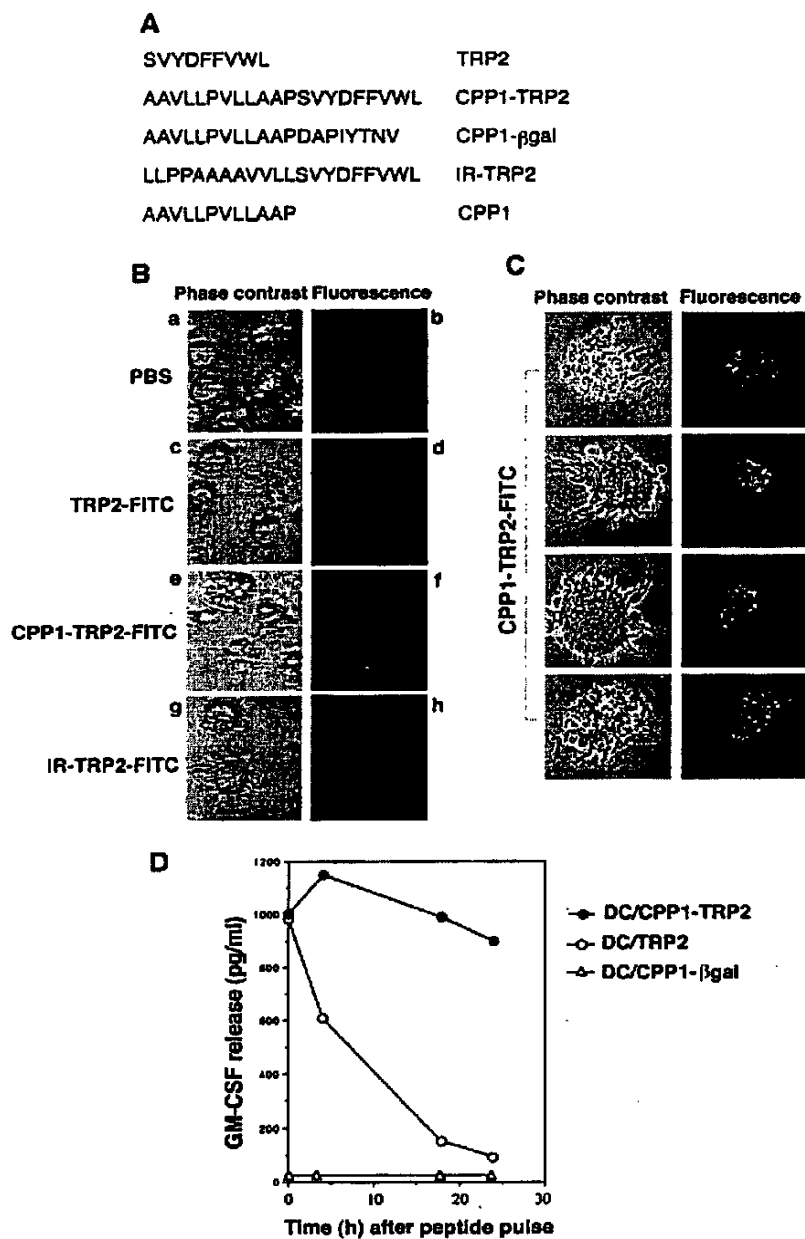 A
SVYDFFVWL TRP2
AAVLLPVLLAAPSVYDFFVWL CPP1-TRP2
AAVLLPVLLAAPDAPIYTNV CPP1-βgal
LLPPAAAAVVLLSVYDFFVWL IR-TRP2
AAVLLPVLLAAP CPP1
B
Phase contrast Fluorescence
a b
PBS
c d
TRP2-FITC
e f
CPP1-TRP2-FITC
g h
IR-TRP2-FITC
C
Phase contrast Fluorescence
CPP1-TRP2-FITC
D
GM-CSF release (pg/ml)
1200
1000
800
600
400
200
0
0 10 20 30
Time (h) after peptide pulse
DC/CPP1-TRP2
DC/TRP2
DC/CPP1-βgal